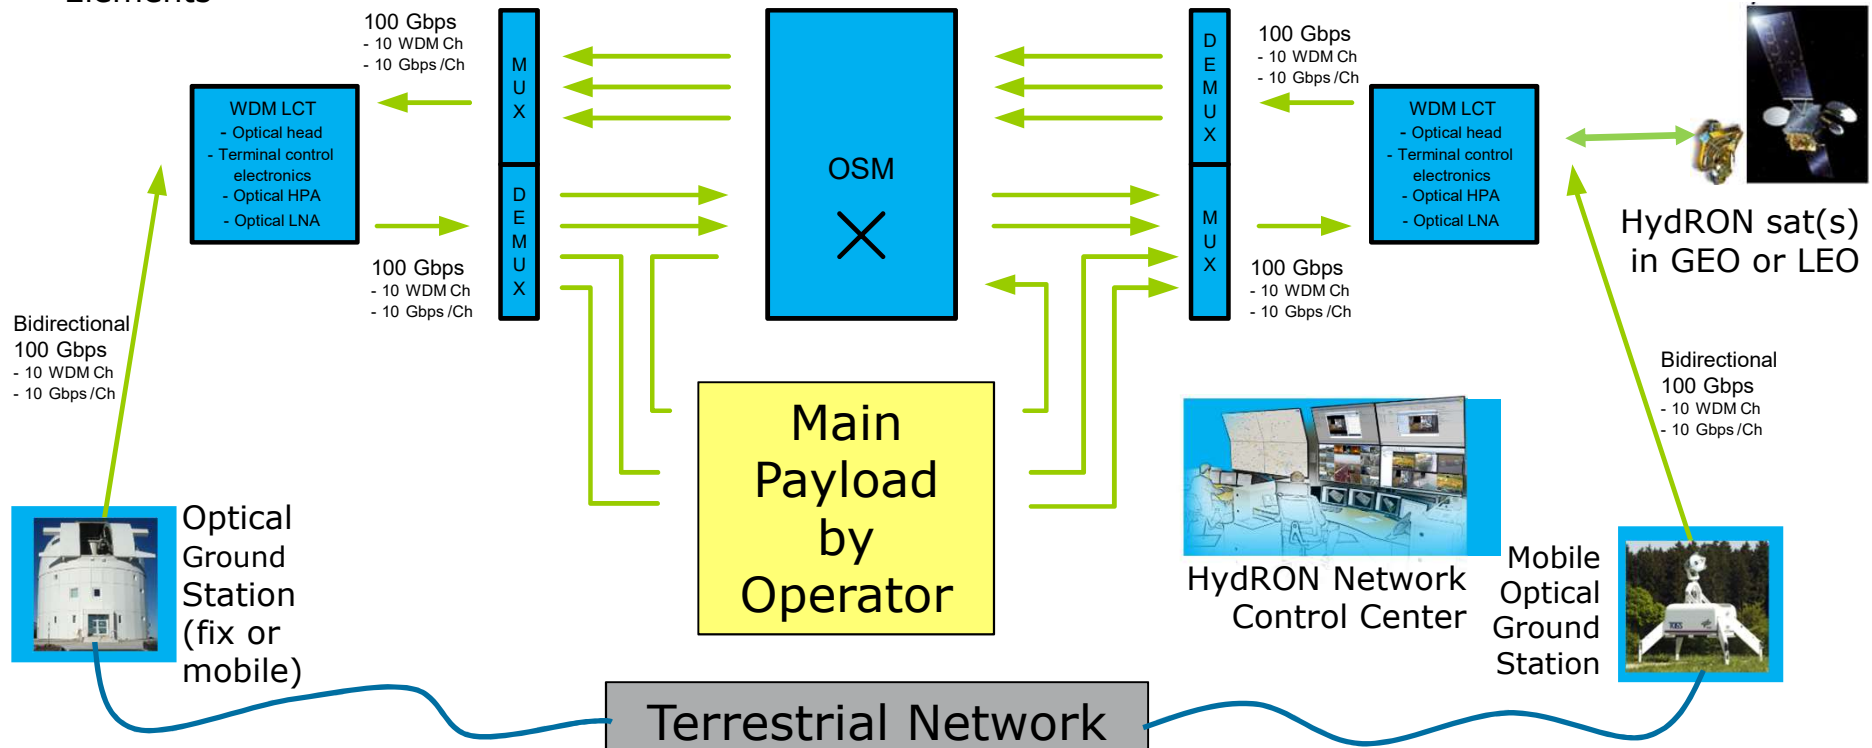 Elements
100 Gbps
- 10 WDM Ch
- 10 Gbps /Ch
WDM LCT
- Optical head
- Terminal control
electronics
- Optical HPA
- Optical LNA
MUX
DEMUX
100 Gbps
- 10 WDM Ch
- 10 Gbps /Ch
OSM
DEMUX
MUX
100 Gbps
- 10 WDM Ch
- 10 Gbps /Ch
100 Gbps
- 10 WDM Ch
- 10 Gbps /Ch
WDM LCT
- Optical head
- Terminal control
electronics
- Optical HPA
- Optical LNA
HydRON sat(s)
in GEO or LEO
Bidirectional
100 Gbps
- 10 WDM Ch
- 10 Gbps /Ch
Bidirectional
100 Gbps
- 10 WDM Ch
- 10 Gbps /Ch
Main
Payload
by
Operator
Optical
Ground
Station
(fix or
mobile)
HydRON Network
Control Center
Mobile
Optical
Ground
Station
Terrestrial Network